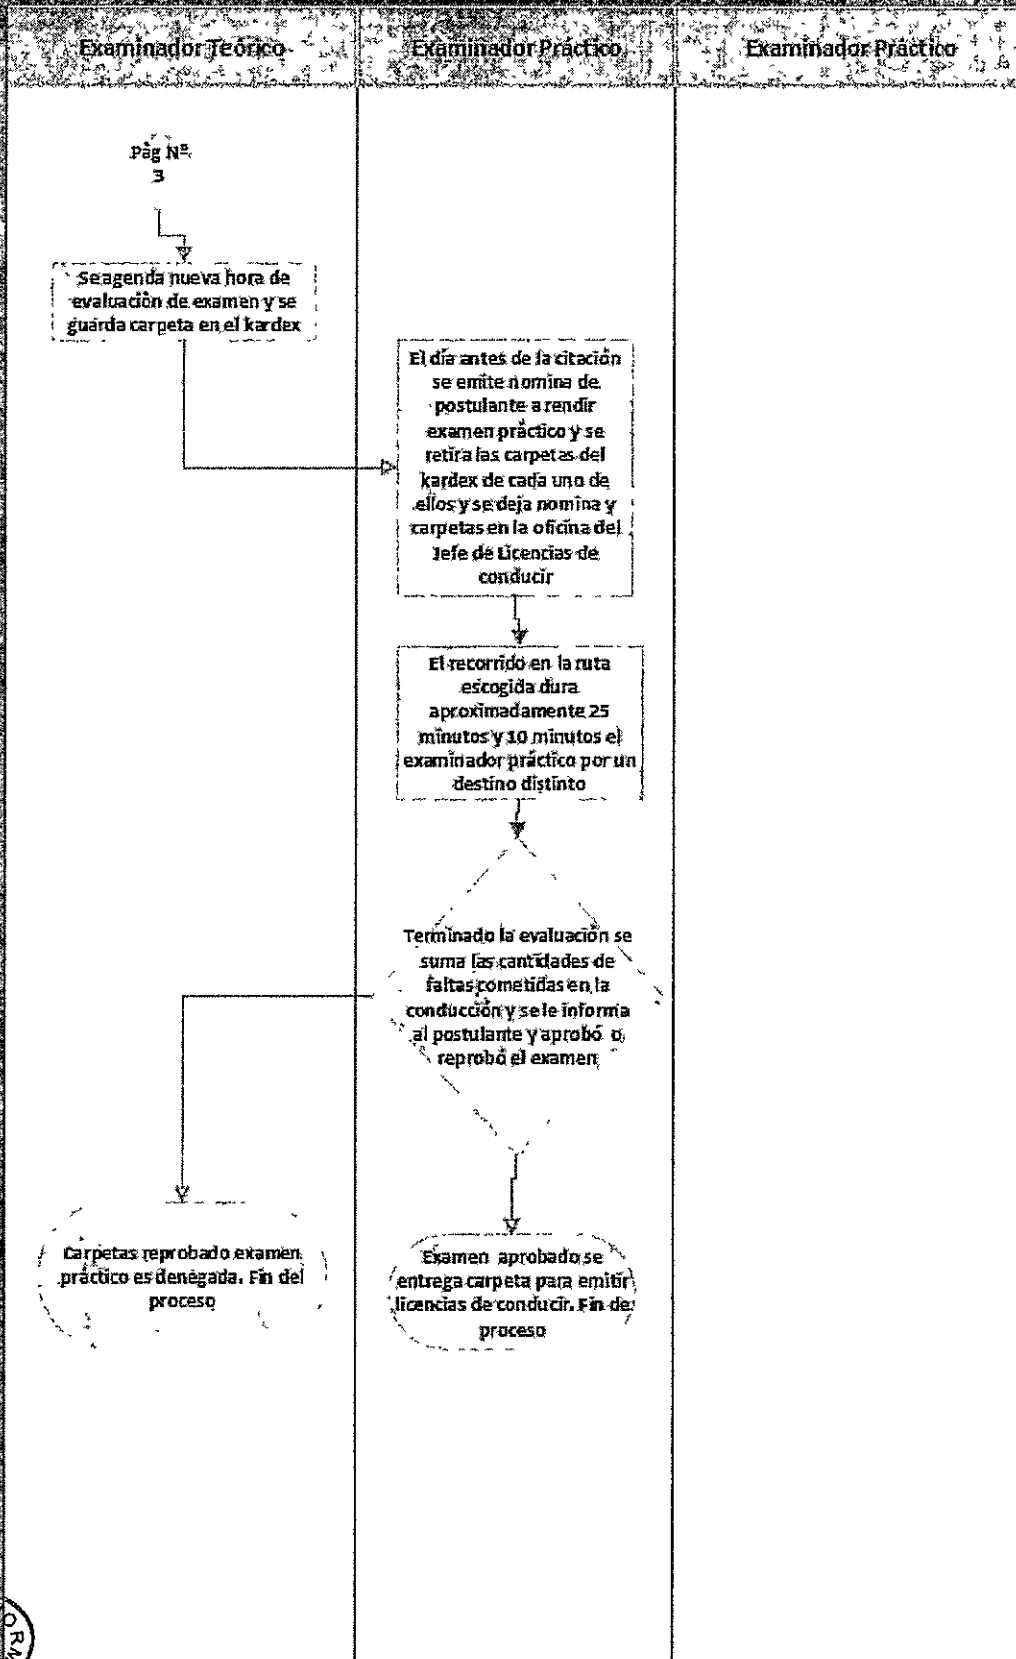 Examinador Teórico
Examinador Práctico
Examinador Práctico
Pág Nº
3
Se agenda nueva hora de
evaluación de examen y se
guarda carpeta en el kardex
El día antes de la citación
se emite nomina de
postulante a rendir
examen práctico y se
retira las carpetas del
kardex de cada uno de
ellos y se deja nomina y
carpetas en la oficina del
Jefe de Licencias de
conducir
El recorrido en la ruta
escogida dura
aproximadamente 25
minutos y 10 minutos el
examinador práctico por un
destino distinto
Terminado la evaluación se
suma las cantidades de
faltas cometidas en la
conducción y se le informa
al postulante y aprobó o
reprobó el examen
Carpetas reprobado examen
práctico es denegada. Fin del
proceso
Examen aprobado se
entrega carpeta para emitir
licencias de conducir. Fin de
proceso
ORM